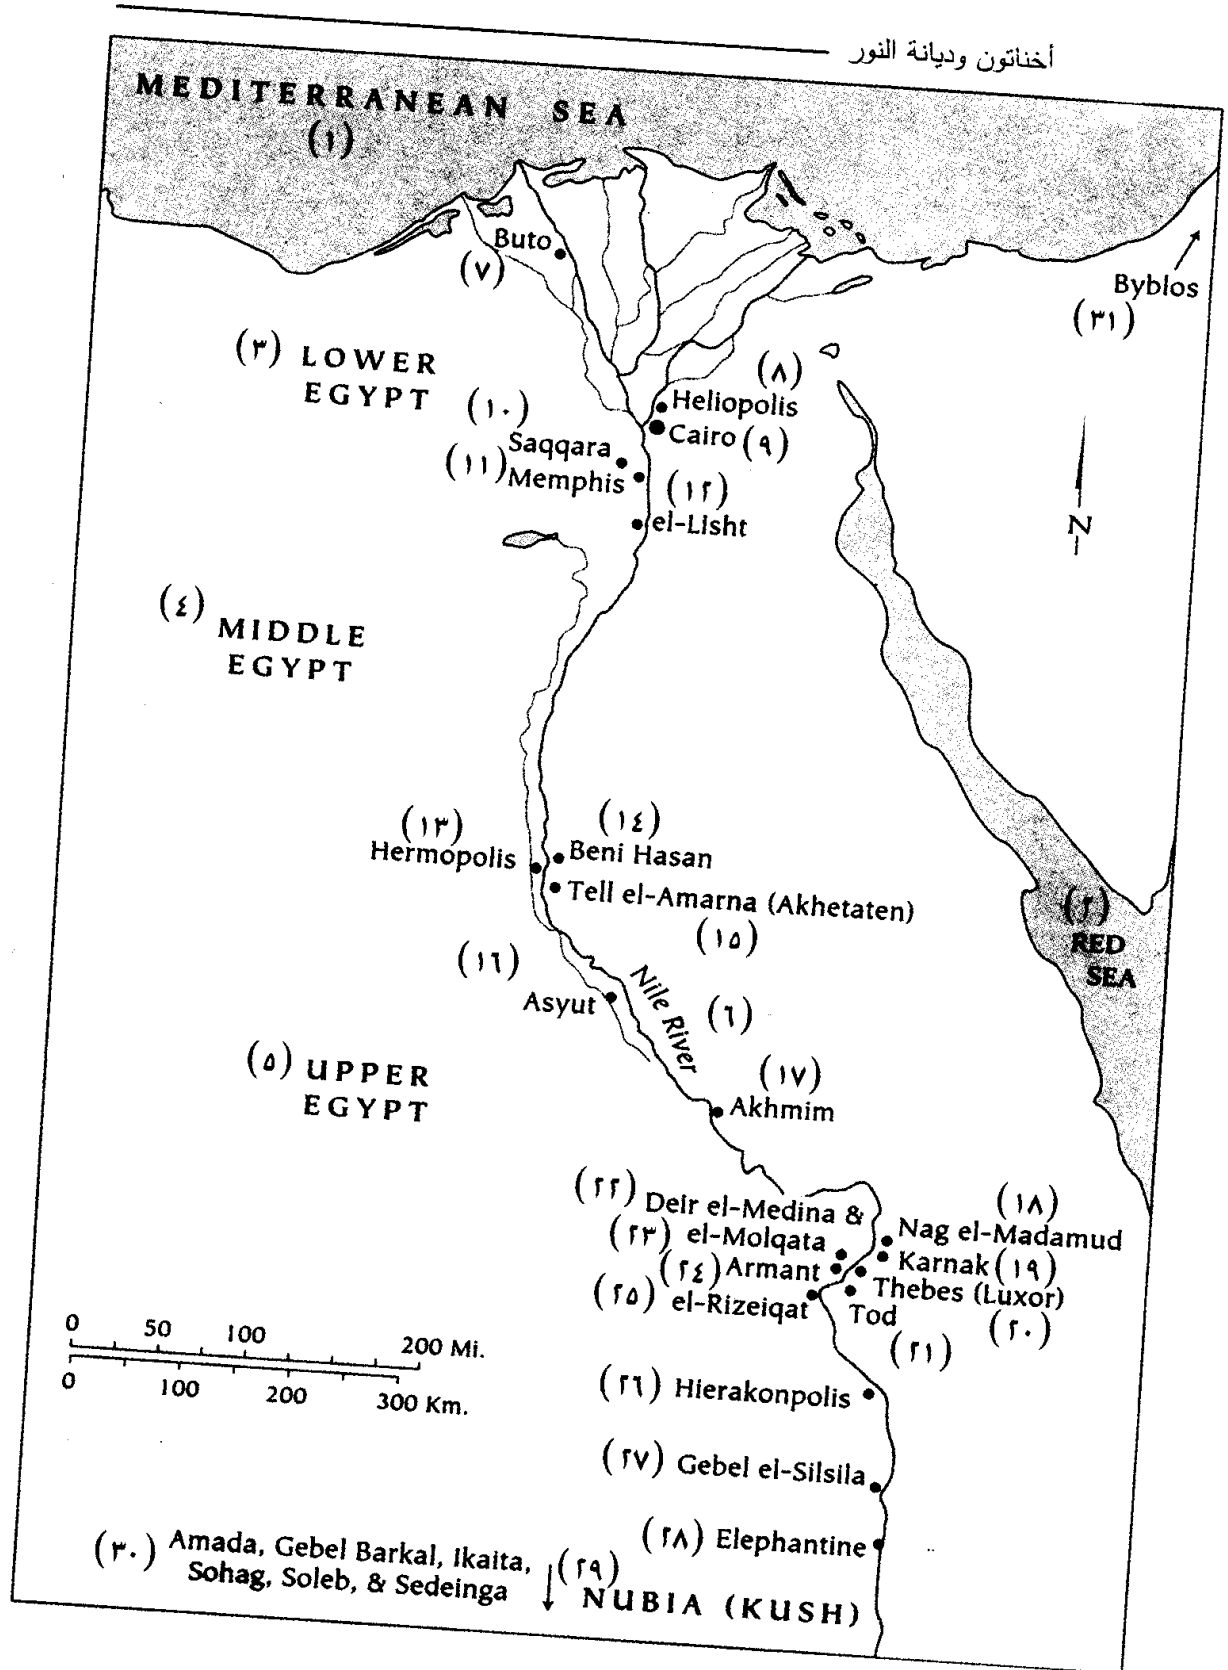 أخناتون وديانة النور
MEDITERRANEAN SEA
(١)
Buto
(٧)
Byblos
(٣١)
(٣) LOWER
EGYPT
(٨)
Heliopolis
Cairo (٩)
(١٠)
Saqqara
(١١) Memphis
(١٢)
el-Lisht
N
(٤)
MIDDLE
EGYPT
(١٣)
Hermopolis
(١٤)
Beni Hasan
Tell el-Amarna (Akhetaten)
(١٥)
(٢)
RED
SEA
(١٦)
Asyut
Nile River
(٦)
(٥) UPPER
EGYPT
(١٧)
Akhmim
(٢٢) Deir el-Medina &
(٢٣) el-Molqata
(٢٤) Armant
(٢٥) el-Rizeiqat
(١٨)
Nag el-Madamud
Karnak (١٩)
Thebes (Luxor)
(٢٠)
Tod
(٢١)
0 50 100 200 Mi.
0 100 200 300 Km.
(٢٦) Hierakonpolis
(٢٧) Gebel el-Silsila
(٢٨) Elephantine
(٣٠) Amada, Gebel Barkal, Ikaita,
Sohag, Soleb, & Sedeinga
(٢٩)
NUBIA (KUSH)